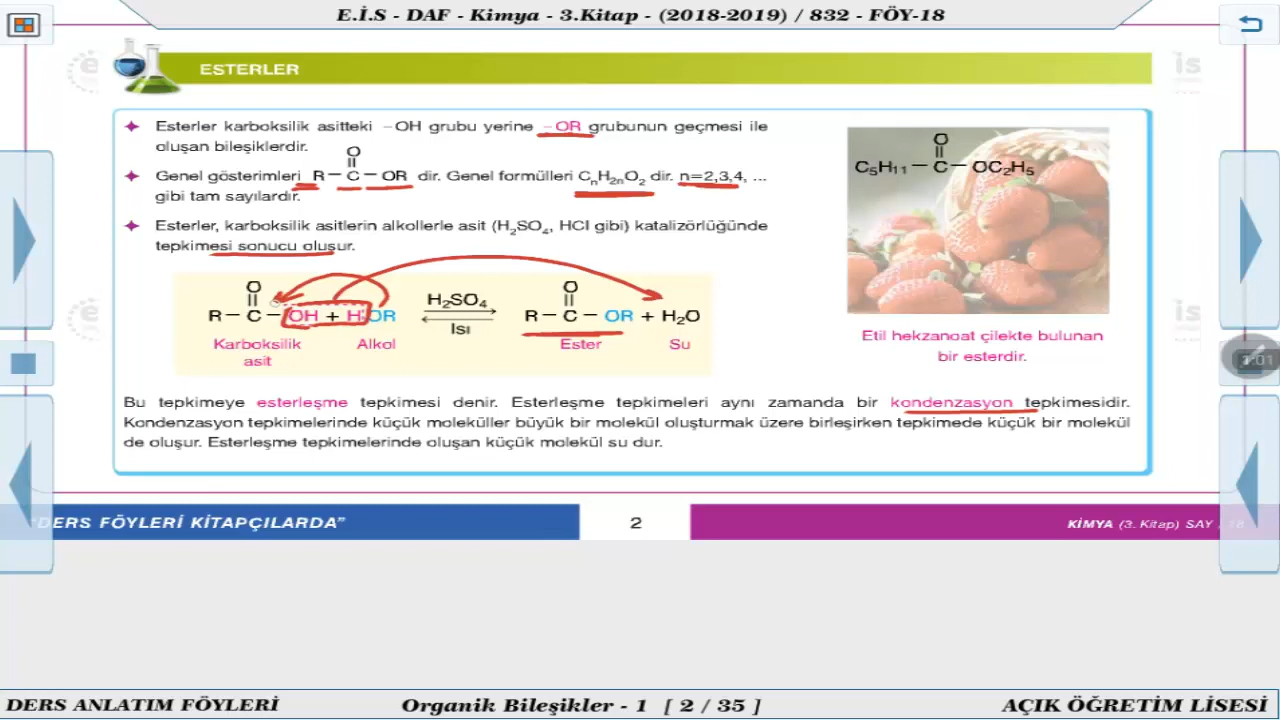 E.İ.S - DAF - Kimya - 3.Kitap - (2018-2019) / 832 - FÖY-18
ESTERLER
Esterler karboksilik asitteki –OH grubu yerine –OR grubunun geçmesi ile
oluşan bileşiklerdir.
O
Genel gösterimleri R – C – OR dir. Genel formülleri CnH2nO2 dir. n=2,3,4, ...
gibi tam sayılardır.
Esterler, karboksilik asitlerin alkollerle asit (H2SO4, HCl gibi) katalizörlüğünde
tepkimesi sonucu oluşur.
O
R – C – OH + H OR H2SO4 Isı O R – C – OR + H2O
Karboksilik asit Alkol Ester Su
O
C5H11 – C – OC2H5
Etil hekzanoat çilekte bulunan
bir esterdir.
Bu tepkimeye esterleşme tepkimesi denir. Esterleşme tepkimeleri aynı zamanda bir kondenzasyon tepkimesidir.
Kondenzasyon tepkimelerinde küçük moleküller büyük bir molekül oluşturmak üzere birleşirken tepkimede küçük bir molekül
de oluşur. Esterleşme tepkimelerinde oluşan küçük molekül su dur.
"DERS FÖYLERİ KİTAPÇILARDA" 2 KİMYA (3. Kitap) SAY
DERS ANLATIM FÖYLERİ Organik Bileşikler - 1 [ 2 / 35 ] AÇIK ÖĞRETİM LİSESİ